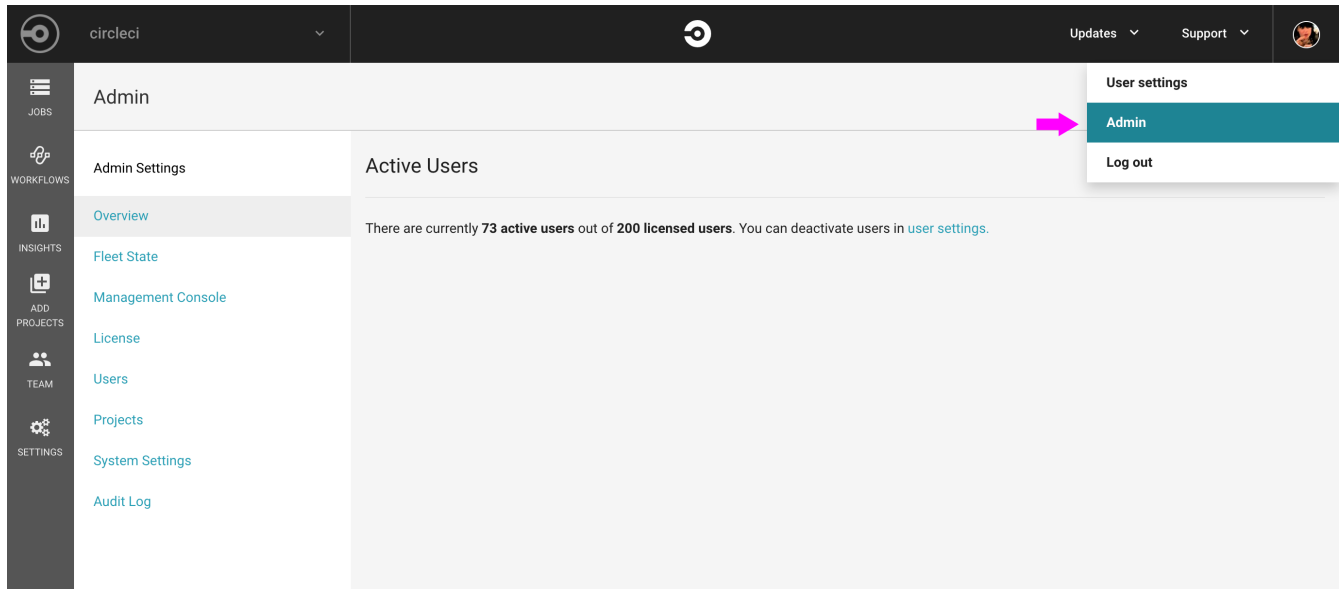 circleci
Updates
Support
JOBS
WORKFLOWS
INSIGHTS
ADD
PROJECTS
TEAM
SETTINGS
Admin
User settings
Admin
Log out
Admin Settings
Overview
Fleet State
Management Console
License
Users
Projects
System Settings
Audit Log
Active Users
There are currently 73 active users out of 200 licensed users. You can deactivate users in user settings.